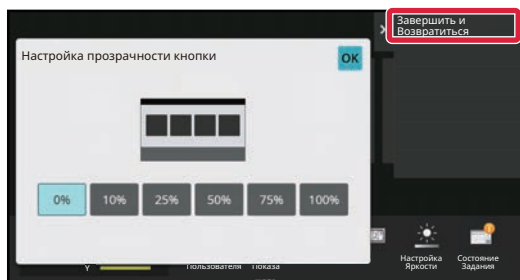 Завершить и
Возвратиться
Настройка прозрачности кнопки
OK
0%
10%
25%
50%
75%
100%
Настройка
Яркости
Состояние
Задания
Y
Пользователя
Показа